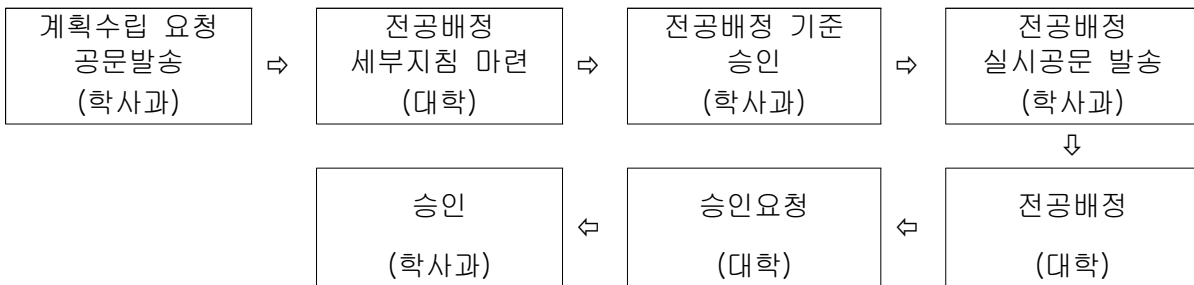 계획수립 요청
공문발송
(학사과)
⇨
전공배정
세부지침 마련
(대학)
⇨
전공배정 기준
승인
(학사과)
⇨
전공배정
실시공문 발송
(학사과)
⇩
전공배정
(대학)
⇦
승인요청
(대학)
⇦
승인
(학사과)